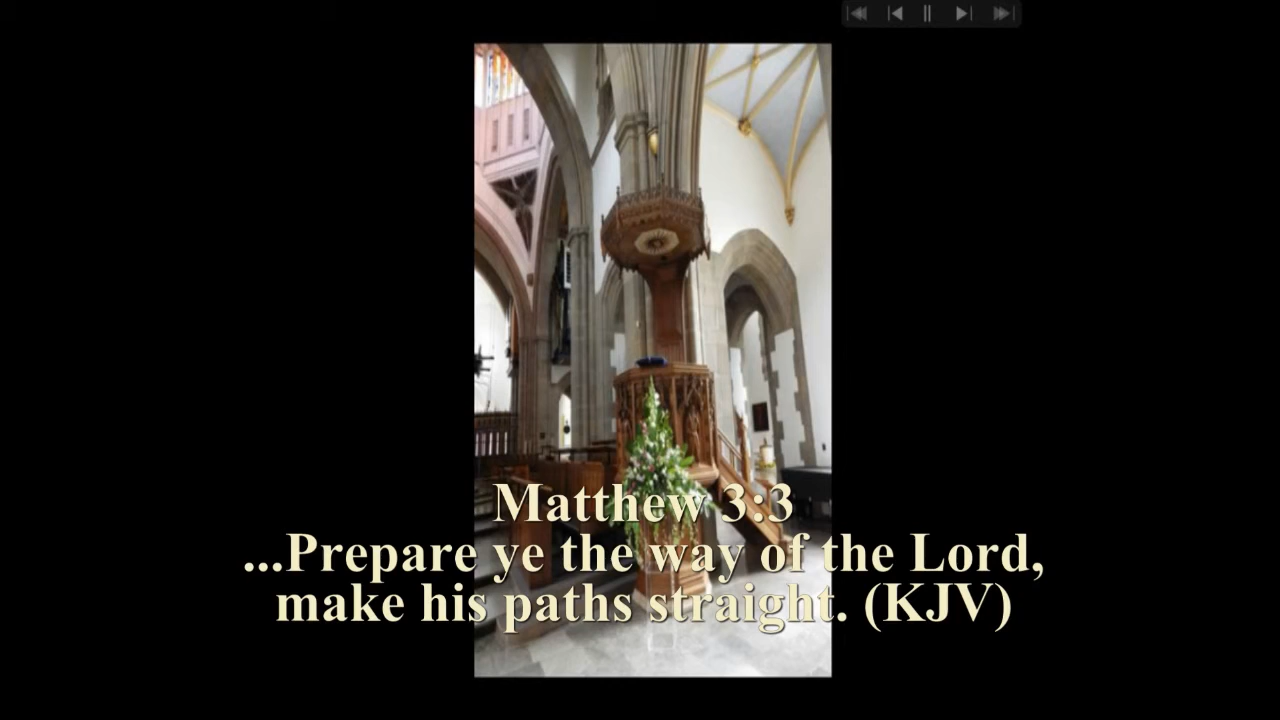 Matthew 3:3
...Prepare ye the way of the Lord,
make his paths straight. (KJV)